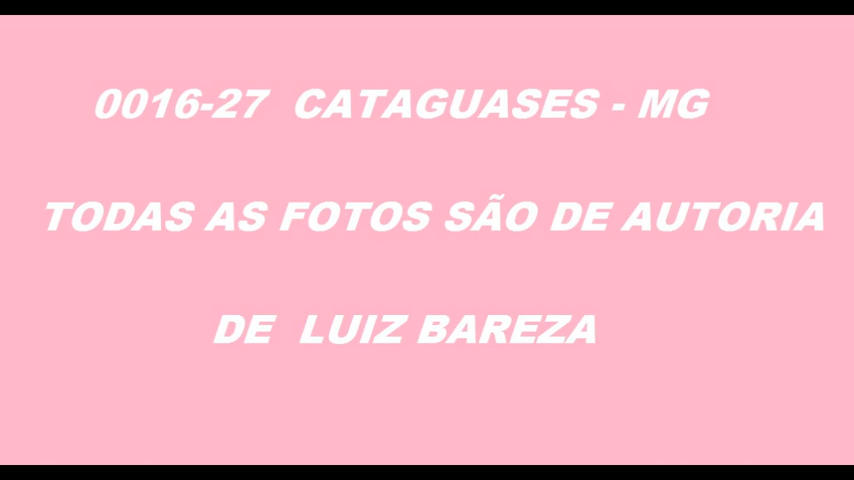 0016-27 CATAGUASES - MG
TODAS AS FOTOS SÃO DE AUTORIA
DE LUIZ BAREZA